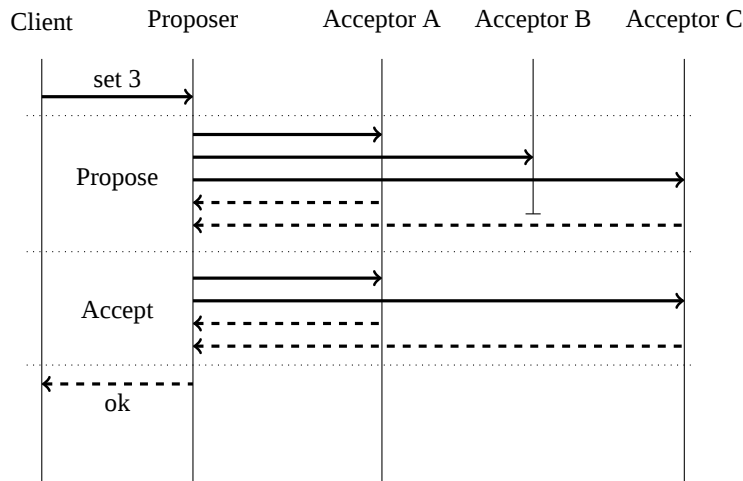 Client
Proposer
Acceptor A
Acceptor B
Acceptor C
set 3
Propose
Accept
ok